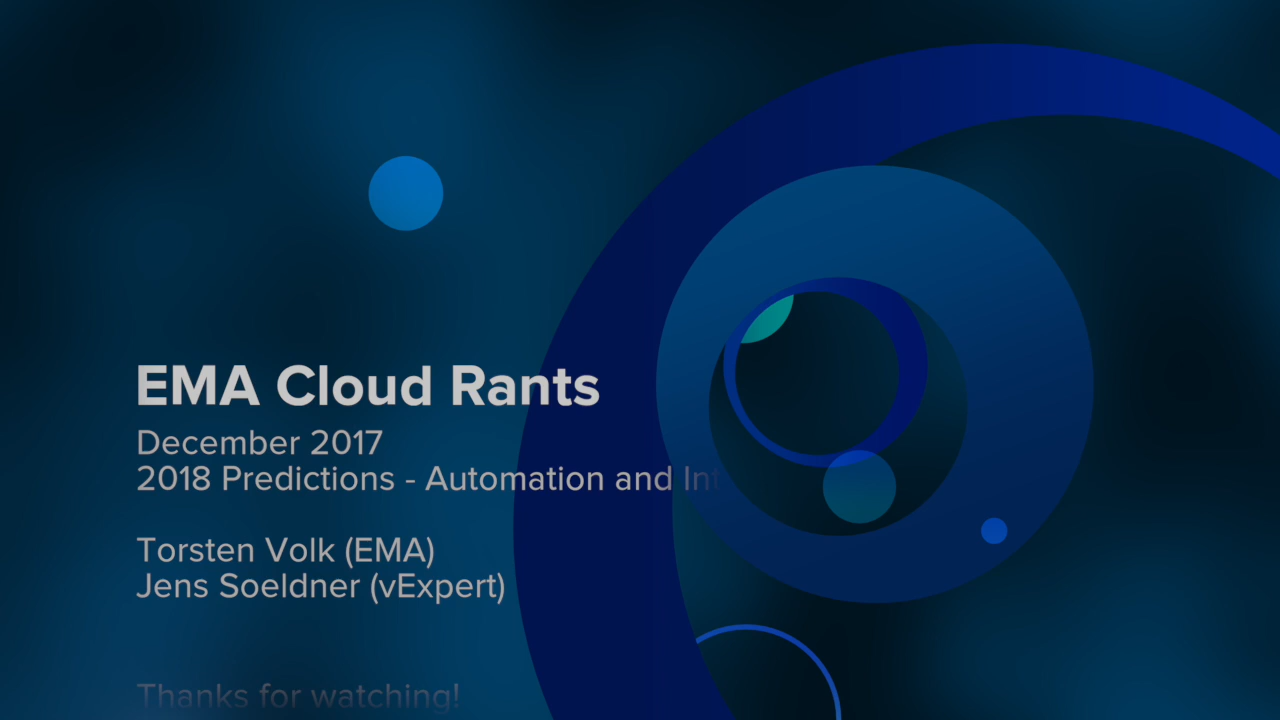 EMA Cloud Rants
December 2017
2018 Predictions - Automation and
Torsten Volk (EMA)
Jens Soeldner (vExpert)
Thanks for watching!